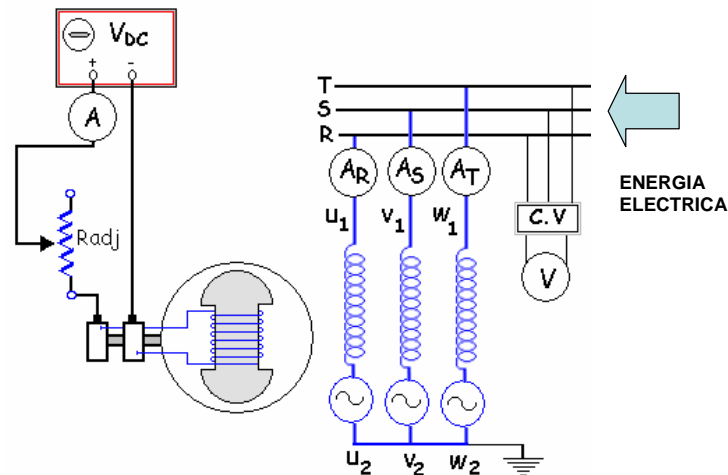 VDC
+ -
A
Radj
T
S
R
AR AS AT
u1 v1 w1
C.V
V
u2 v2 w2
ENERGIA
ELECTRICA